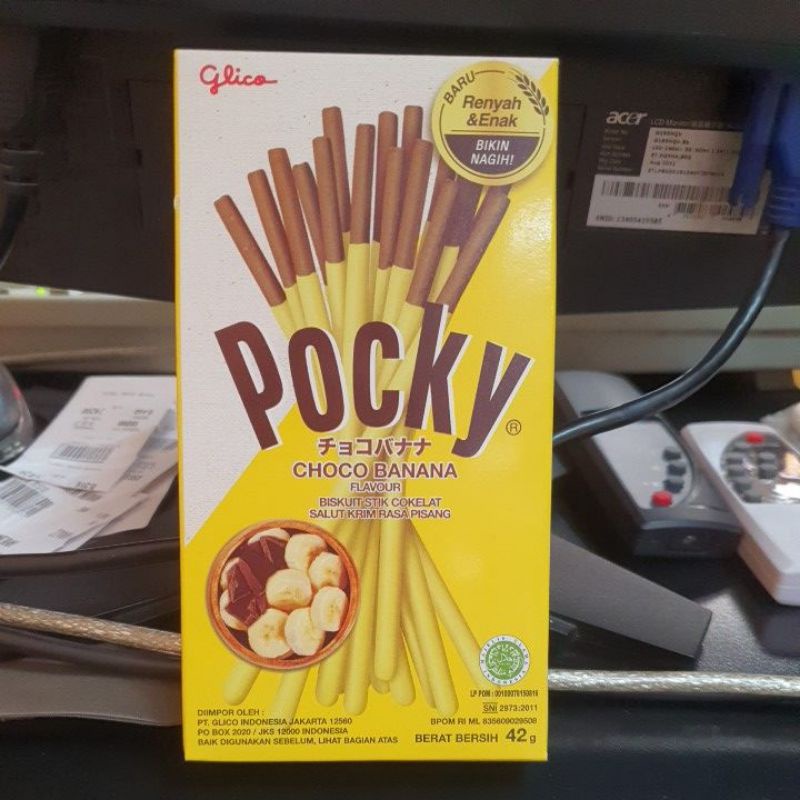 Glico
BARU
Renyah
&Enak
BIKIN
NAGIH!
acer
Pocky®
チョコバナナ
CHOCO BANANA
FLAVOUR
BISKUIT STIK COKELAT
SALUT KRIM RASA PISANG
LP POM : 00100070150816
SNI 2973:2011
DIIMPOR OLEH :
PT. GLICO INDONESIA JAKARTA 12560
PO BOX 2020 / JKS 12000 INDONESIA
BAIK DIGUNAKAN SEBELUM, LIHAT BAGIAN ATAS
BPOM RI ML 835609029508
BERAT BERSIH 42 g